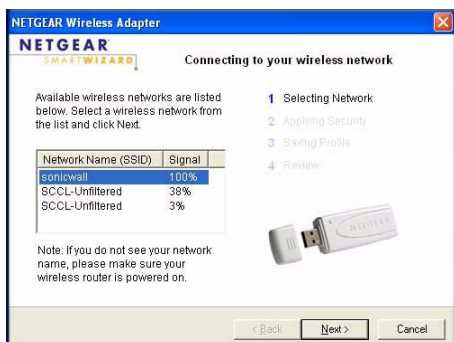 NETGEAR Wireless Adapter
NETGEAR
SMARTWIZARD
Connecting to your wireless network
Available wireless networks are listed
below. Select a wireless network from
the list and click Next.
1 Selecting Network
2 Applying Security
3 Saving Profile
4 Review
Network Name (SSID) Signal
sonicwall 100%
SCCL-Unfiltered 38%
SCCL-Unfiltered 3%
NETGEAR
Note: If you do not see your network
name, please make sure your
wireless router is powered on.
< Back
Next >
Cancel